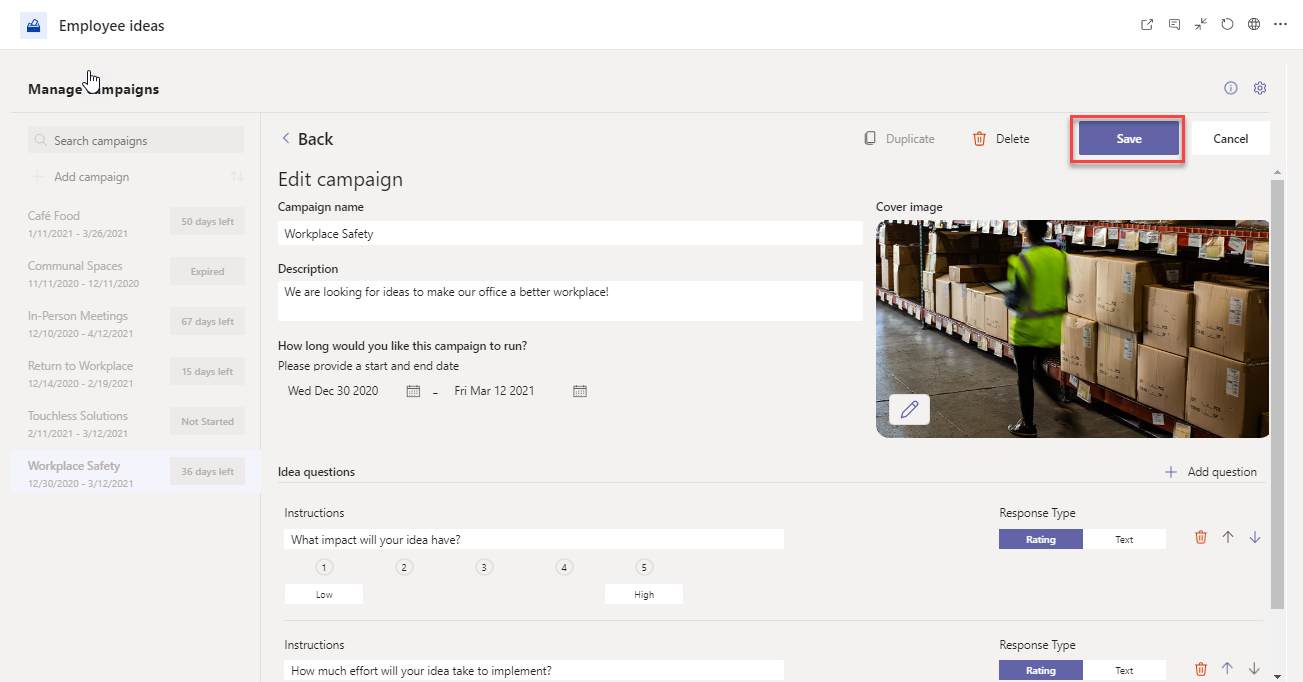 Employee ideas
Manage Campaigns
Search campaigns
Add campaign
Café Food
1/11/2021 - 3/26/2021
50 days left
Communal Spaces
11/11/2020 - 12/11/2020
Expired
In-Person Meetings
12/10/2020 - 4/12/2021
67 days left
Return to Workplace
12/14/2020 - 2/19/2021
15 days left
Touchless Solutions
2/11/2021 - 3/12/2021
Not Started
Workplace Safety
12/30/2020 - 3/12/2021
36 days left
Back
Duplicate
Delete
Save
Cancel
Edit campaign
Campaign name
Workplace Safety
Description
We are looking for ideas to make our office a better workplace!
How long would you like this campaign to run?
Please provide a start and end date
Wed Dec 30 2020 - Fri Mar 12 2021
Cover image
Idea questions
Add question
Instructions
Response Type
What impact will your idea have?
Rating
Text
1 2 3 4 5
Low
High
Instructions
Response Type
How much effort will your idea take to implement?
Rating
Text